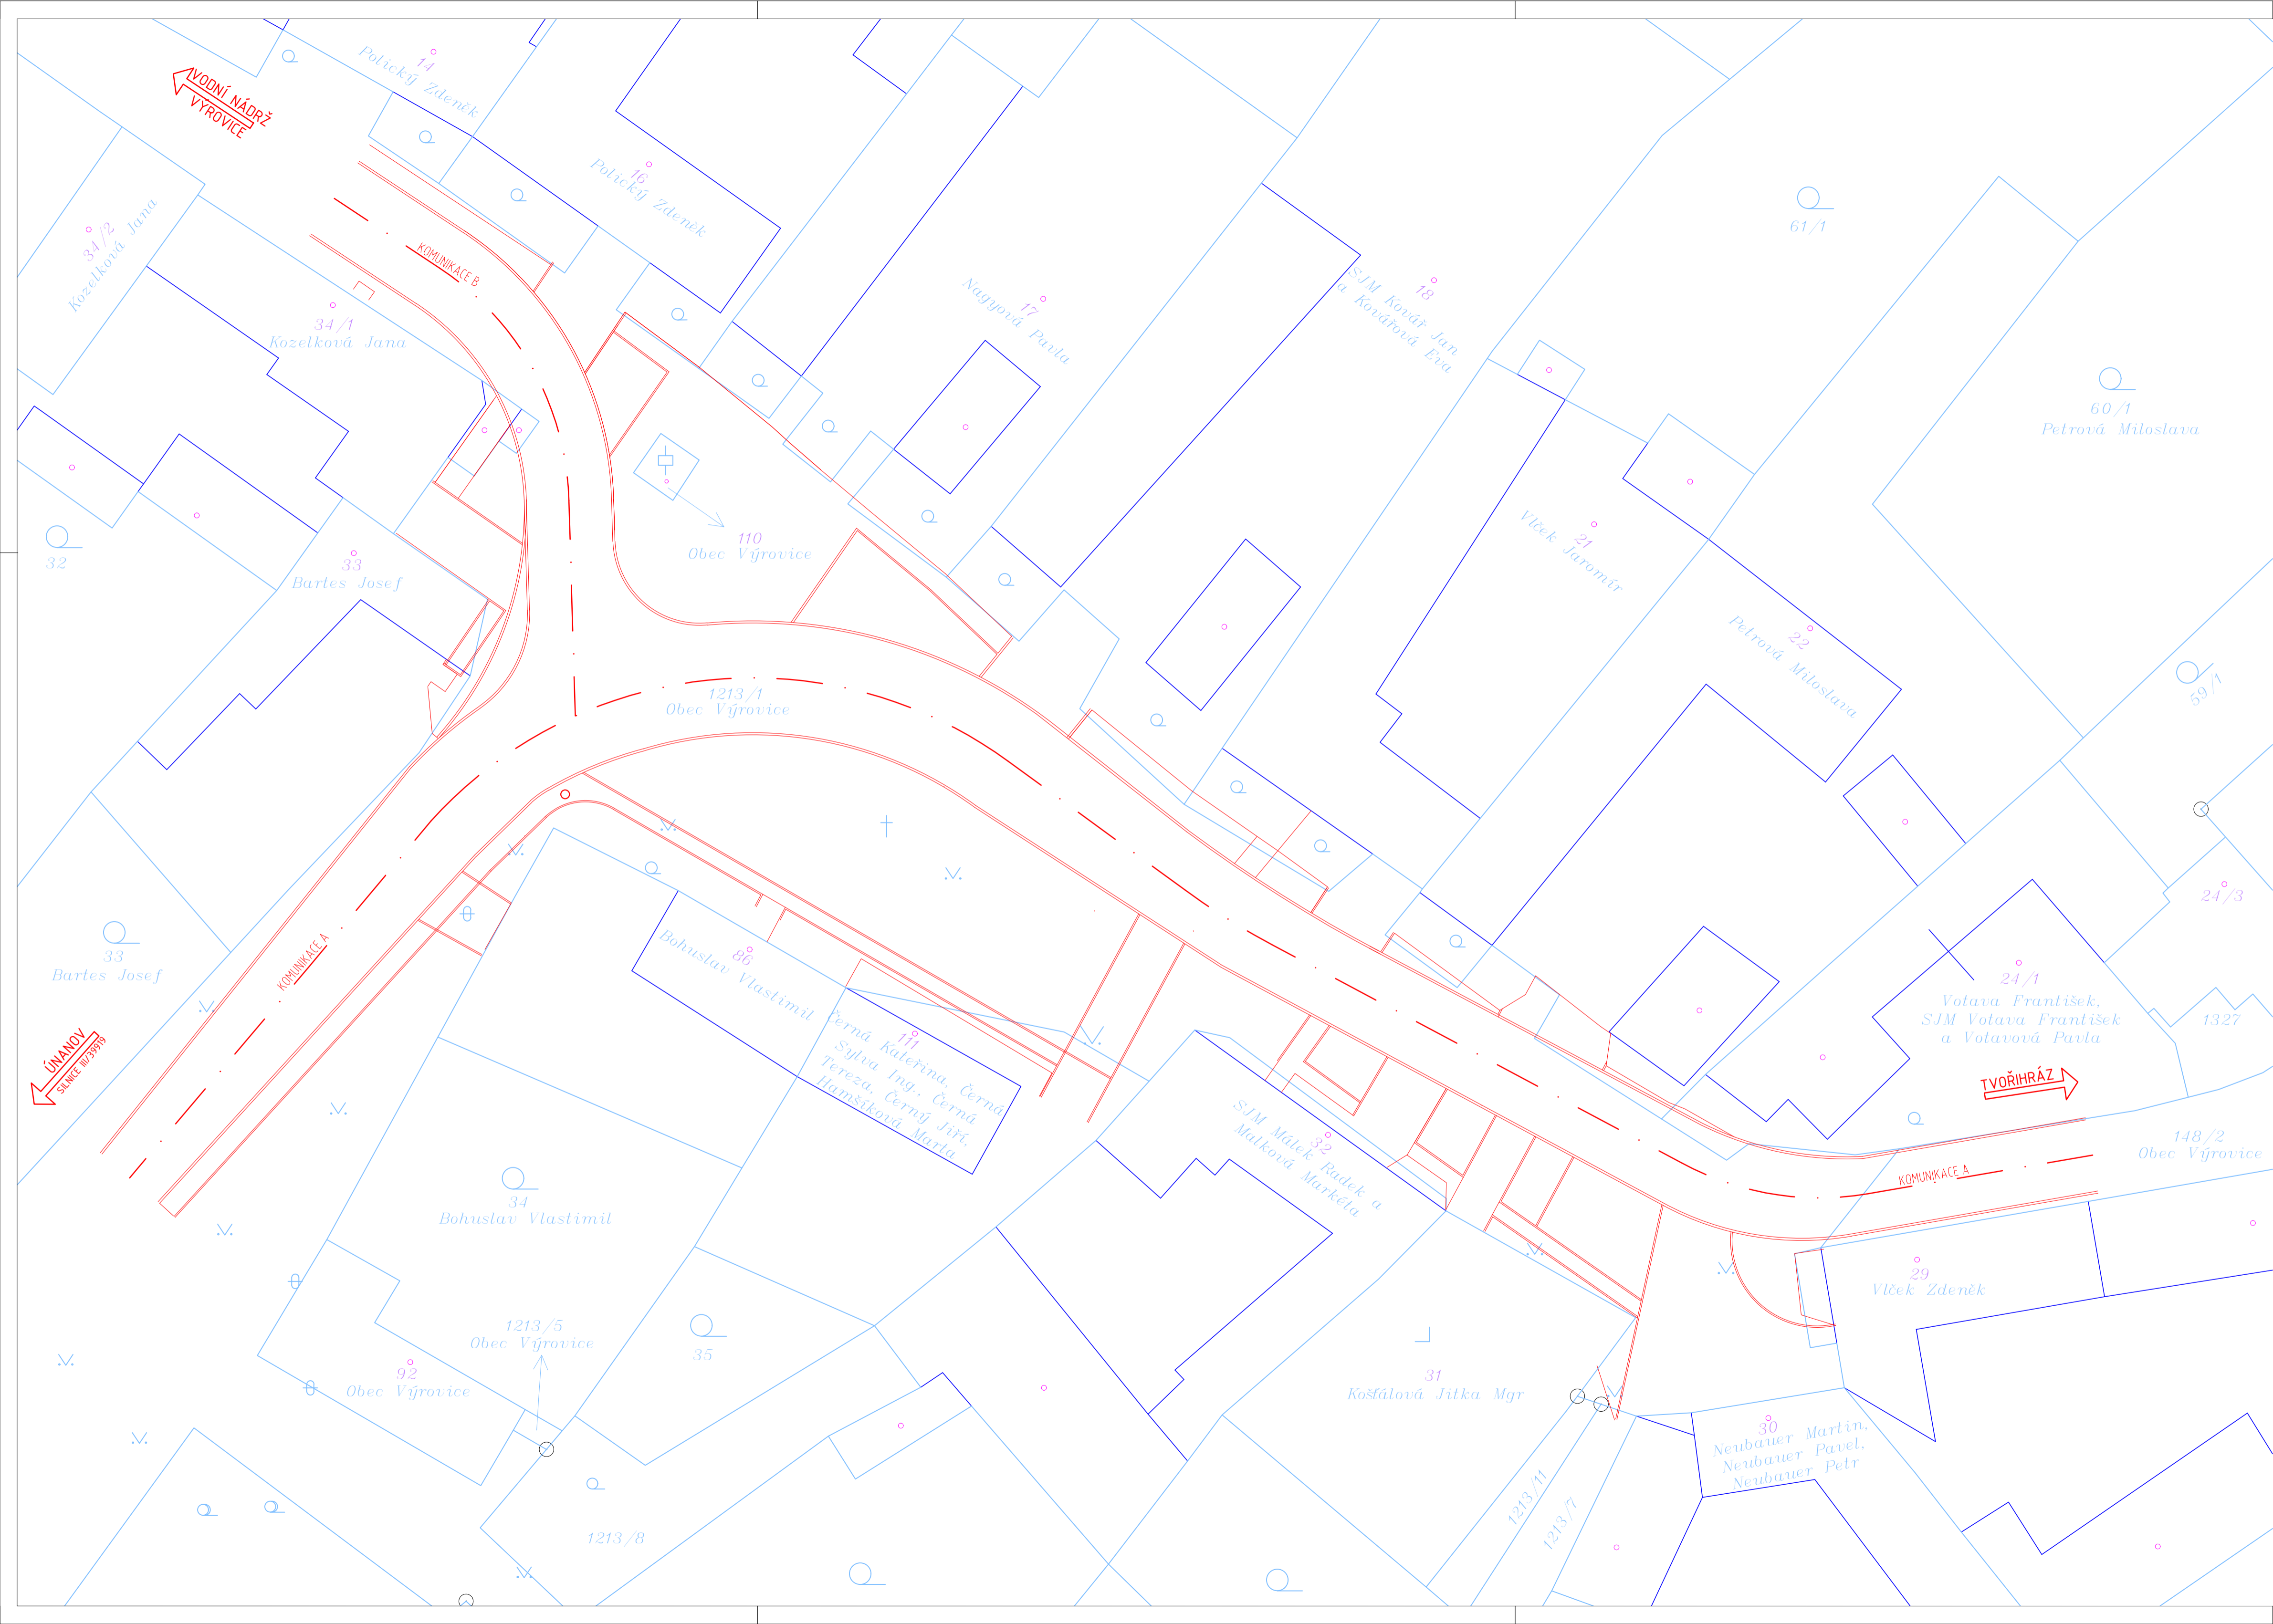 VODNÍ NÁDRŽ
VÝROVICE
14
Polický Zdeněk
16
Polický Zdeněk
34/2
Kozelková Jana
KOMUNIKACE B
34/1
Kozelková Jana
Nagyová Pavla
17
18
SJM Kovář Jan
a Kovářová Eva
61/1
60/1
Petrová Miloslava
32
33
Bartes Josef
110
Obec Výrovice
21
Vlček Jaromír
22
Petrová Miloslava
59/1
1213/1
Obec Výrovice
24/3
33
Bartes Josef
KOMUNIKACE A
86
Bohuslav Vlastimil
24/1
Votava František,
SJM Votava František
a Votavová Pavla
1327
ÚNANOV
SILNICE III/39919
111
Černá Kateřina, Černá
Sylva Ing., Černá
Tereza, Černý Jiří,
Hamšíková Marta
TVOŘIHRÁZ
32
SJM Málek Radek a
Malková Markéta
148/2
Obec Výrovice
KOMUNIKACE A
34
Bohuslav Vlastimil
29
Vlček Zdeněk
1213/5
Obec Výrovice
35
92
Obec Výrovice
31
Košťálová Jitka Mgr
30
Neubauer Martin,
Neubauer Pavel,
Neubauer Petr
1213/11
1213/7
1213/8